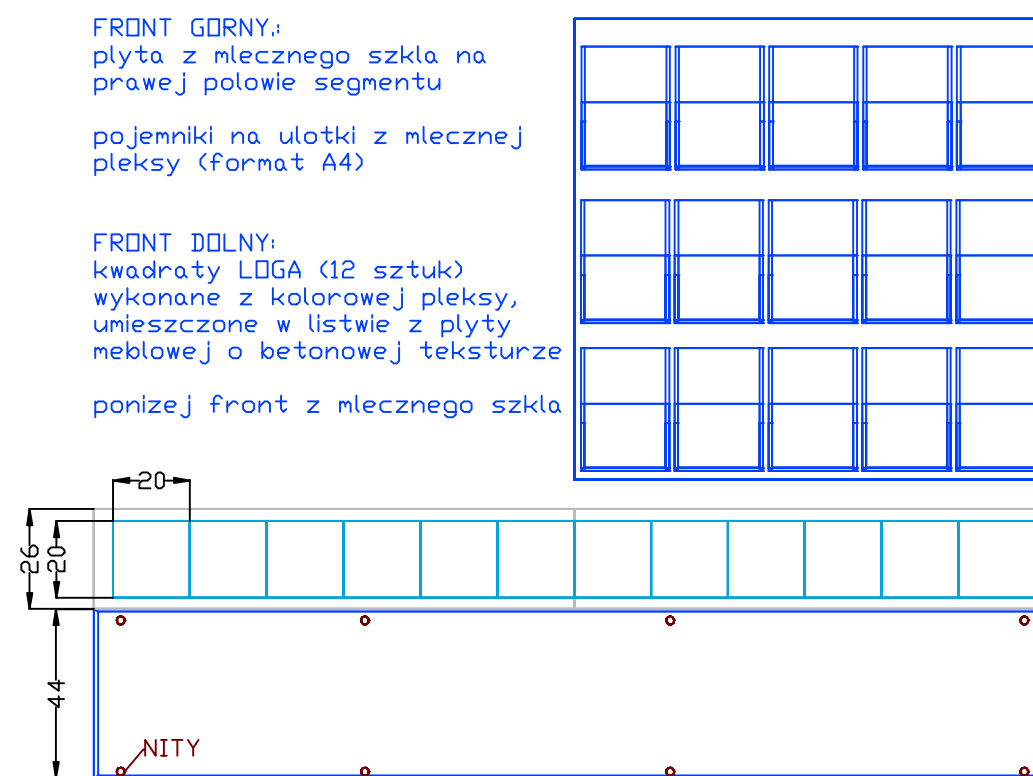 FRONT GORNY.:
plyta z mlecznego szkla na
prawej polowie segmentu
pojemniki na ulotki z mlecznej
pleksy (format A4)
FRONT DOLNY:
kwadraty LOGA (12 sztuk)
wykonane z kolorowej pleksy,
umieszczone w listwie z plyty
meblowej o betonowej teksturze
ponizej front z mlecznego szkla
20
26
20
44
NITY